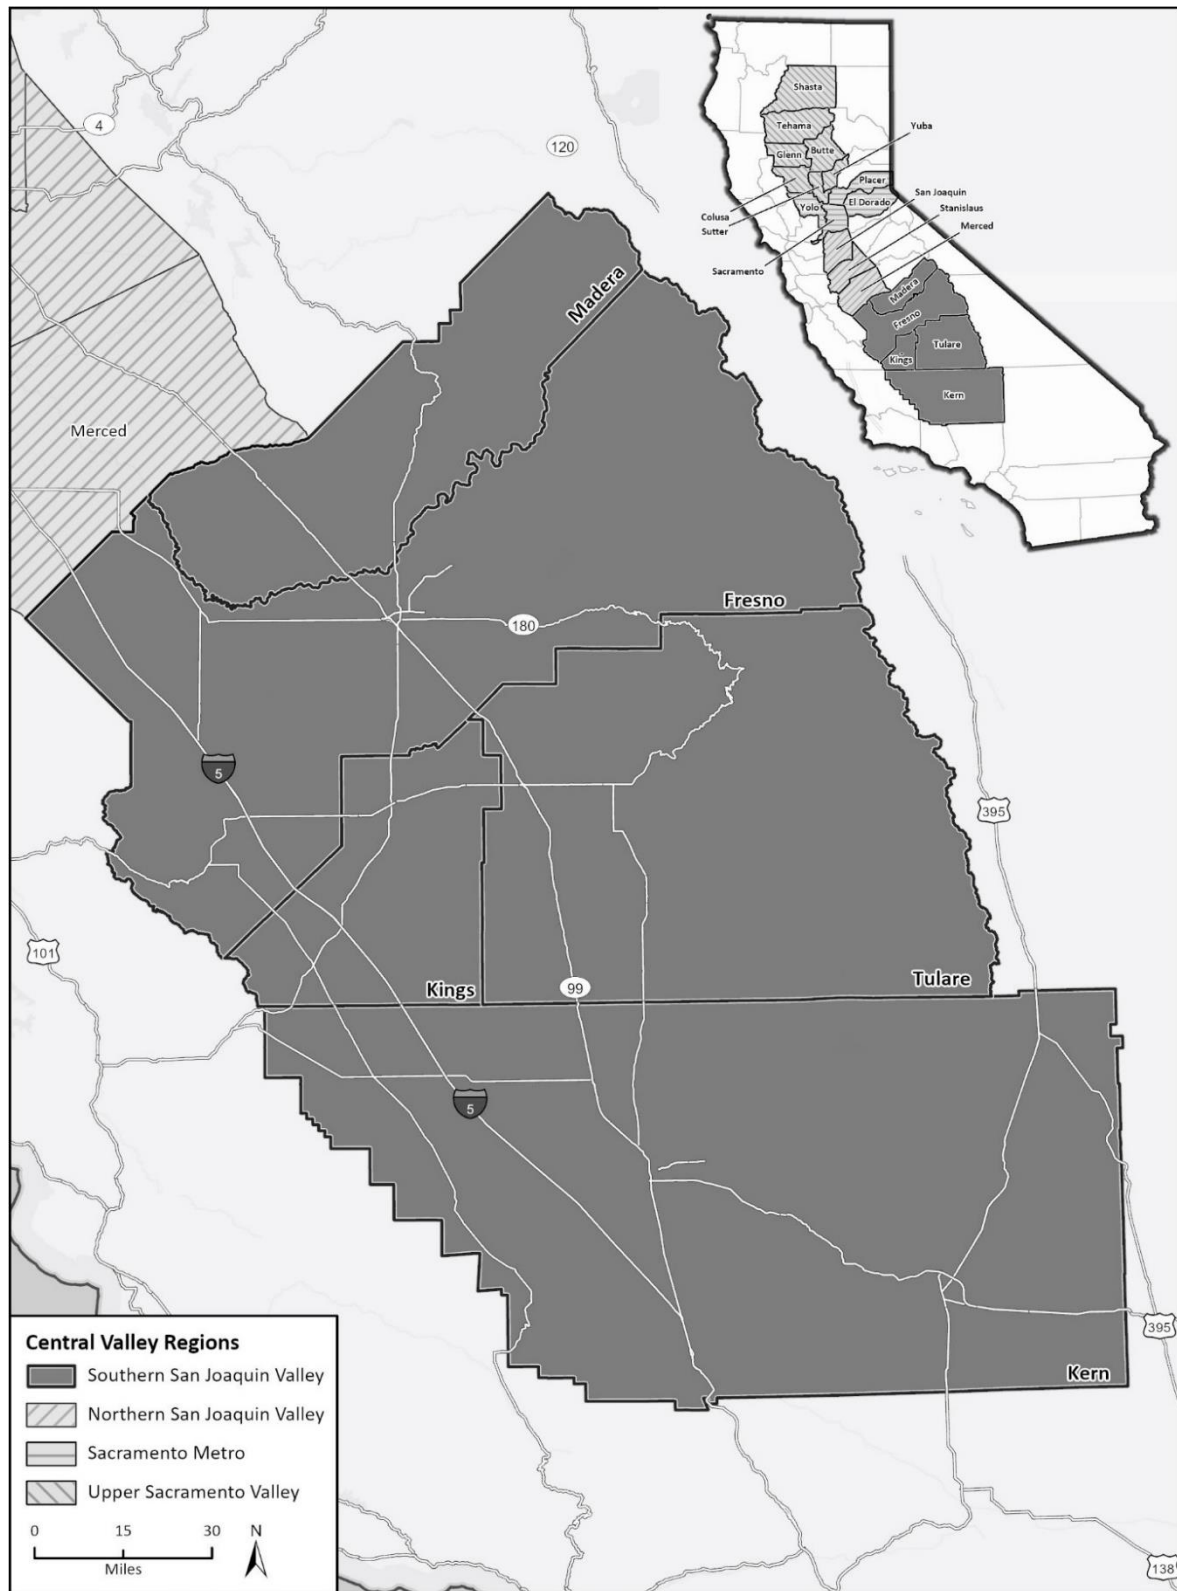 4
120
Shasta
Tehama
Yuba
Glenn
Butte
Placer
San Joaquin
Yolo
El Dorado
Stanislaus
Colusa
Sutter
Merced
Sacramento
Madera
Madera
Fresno
Kings
Tulare
Kern
Merced
Fresno
180
5
395
101
Kings
99
Tulare
5
395
Kern
138
Central Valley Regions
Southern San Joaquin Valley
Northern San Joaquin Valley
Sacramento Metro
Upper Sacramento Valley
0 15 30 N
Miles